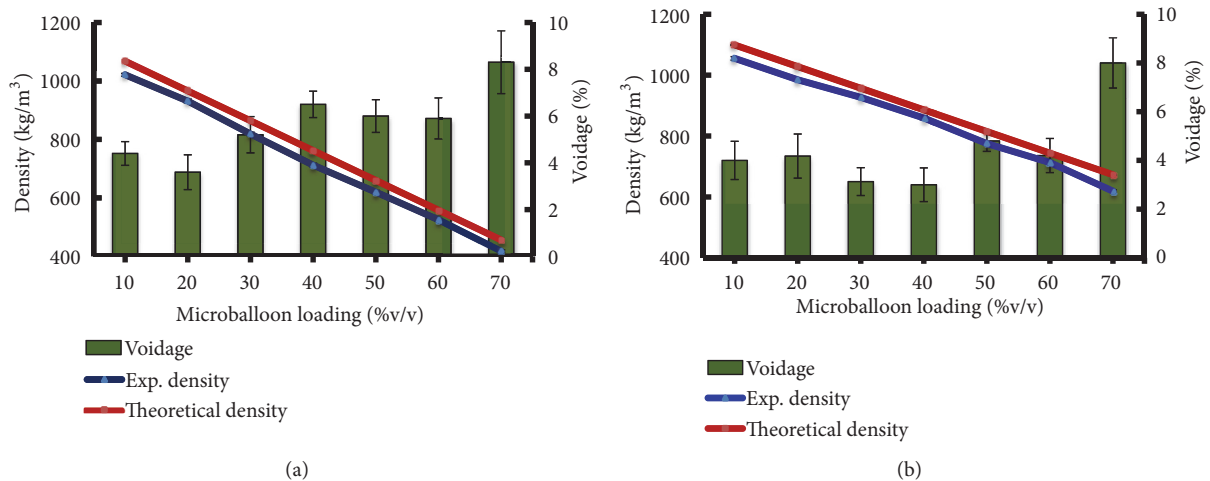 1200
1000
800
600
400
Density (kg/m³)
10
8
6
4
2
0
Voidage (%)
10 20 30 40 50 60 70
Microballoon loading (%v/v)
Voidage
Exp. density
Theoretical density
(a)
1200
1000
800
600
400
Density (kg/m³)
10
8
6
4
2
0
Voidage (%)
10 20 30 40 50 60 70
Microballoon loading (%v/v)
Voidage
Exp. density
Theoretical density
(b)